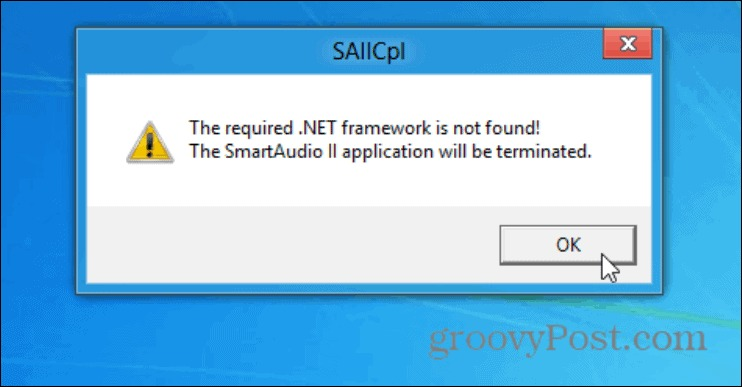 SAIICpl
x
The required .NET framework is not found!
The SmartAudio II application will be terminated.
OK
groovyPost.com